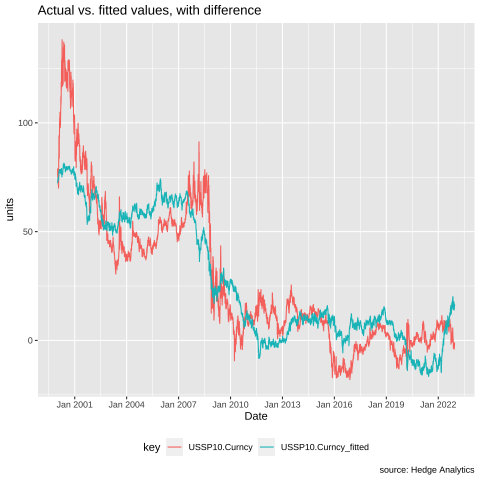 Actual vs. fitted values, with difference
units
100
50
0
Jan 2001 Jan 2004 Jan 2007 Jan 2010 Jan 2013 Jan 2016 Jan 2019 Jan 2022
Date
key USSP10.Curncy USSP10.Curncy_fitted
source: Hedge Analytics